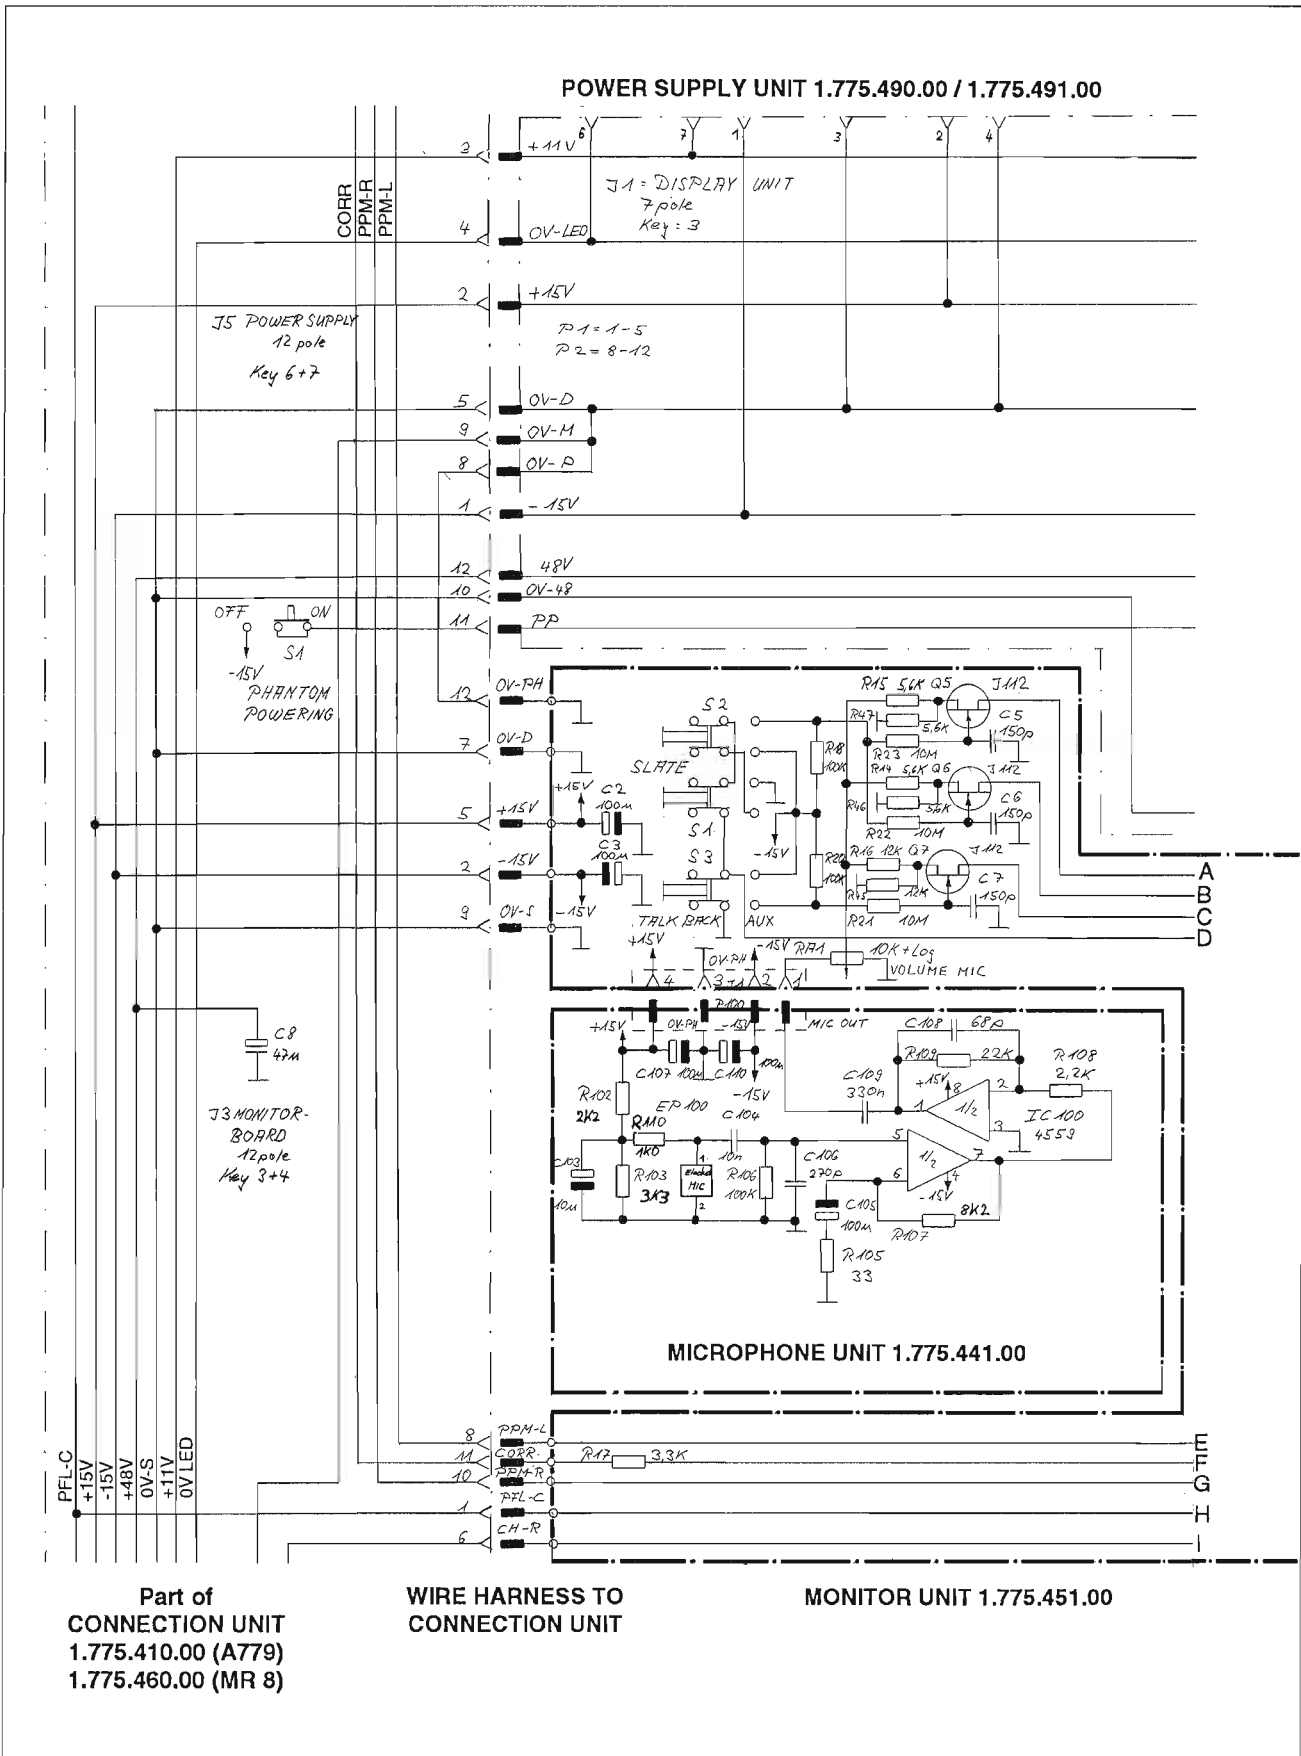 POWER SUPPLY UNIT 1.775.490.00 / 1.775.491.00
6 7 1 3 2 4
3 +11V
CORR
PPM-R
PPM-L
J1 = DISPLAY UNIT
7 pole
Key = 3
4 0V-LED
2 +15V
J5 POWER SUPPLY
12 pole
Key 6+7
P1 = 1-5
P2 = 8-12
5 0V-D
9 0V-M
8 0V-P
1 -15V
12 48V
10 0V-48
11 PP
OFF ON
S1
-15V
PHANTOM
POWERING
12 0V-PH
7 0V-D
5 +15V
2 -15V
9 0V-S
+15V
C2
100µ
C3
100µ
-15V
S2
SLATE
S1
S3
TALK BACK
AUX
-15V
R18
100K
R20
100K
R15 5,6K Q5 J112
R47 5,6K
C5
150p
R23 10M
R14 5,6K Q6 J112
R46 5,6K
C6
150p
R22 10M
R16 12K Q7 J112
R45 12K
C7
150p
R21 10M
A
B
C
D
+15V
0V-PH
-15V
RA1 10K+Log
VOLUME MIC
4 3 J1 2 1
P100
MIC OUT
+15V
0V-PH
-15V
C107 100µ C110 100µ
-15V
R102
2K2
EP100
R110
1K0
C104
10n
C103
10µ
R103
3K3
1
MIC
2
R106
100K
C106
270p
C109
330n
C108 68p
R109 22K
R108
2,2K
+15V
8
1 1/2 2
3
IC100
4559
5
6
1/2
7
4
-15V
C105
100µ
R107
8K2
R105
33
C8
47µ
J3 MONITOR-
BOARD
12pole
Key 3+4
MICROPHONE UNIT 1.775.441.00
8 PPM-L
11 CORR.
10 PPM-R
1 PFL-C
6 CH-R
R17 3,3K
E
F
G
H
I
PFL-C
+15V
-15V
+48V
0V-S
+11V
0V LED
Part of
CONNECTION UNIT
1.775.410.00 (A779)
1.775.460.00 (MR 8)
WIRE HARNESS TO
CONNECTION UNIT
MONITOR UNIT 1.775.451.00